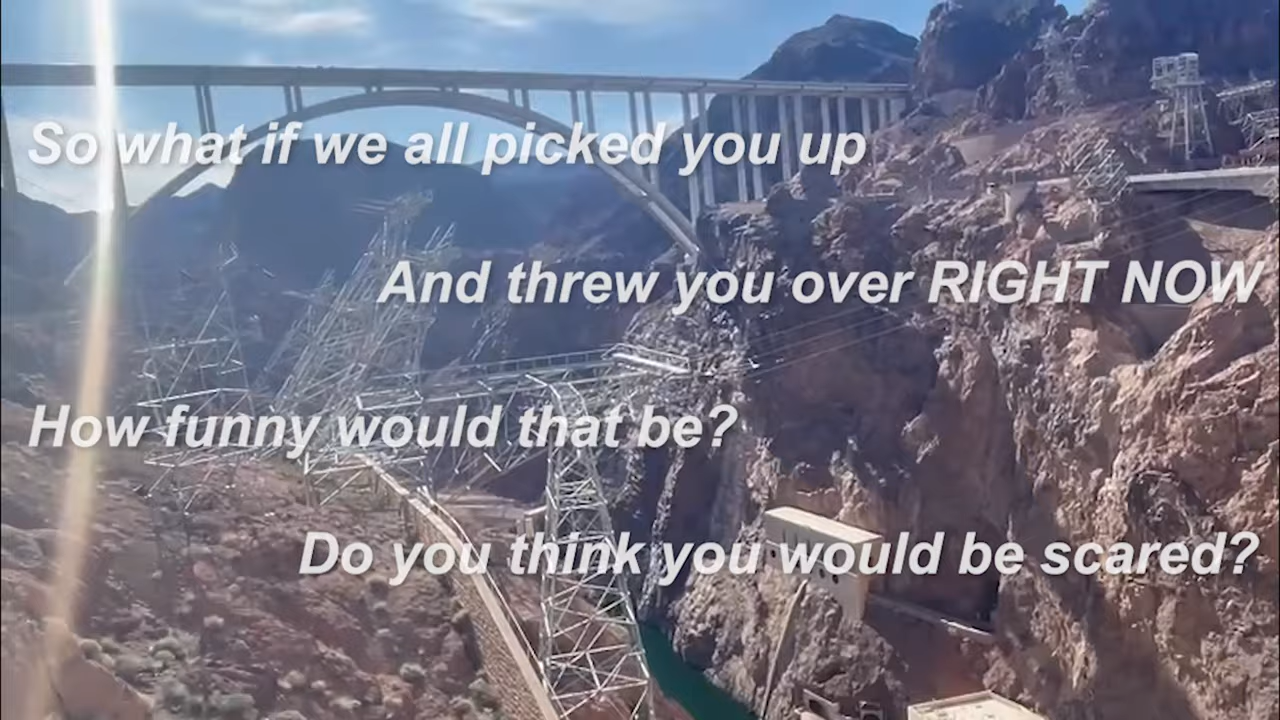 So what if we all picked you up
And threw you over RIGHT NOW
How funny would that be?
Do you think you would be scared?